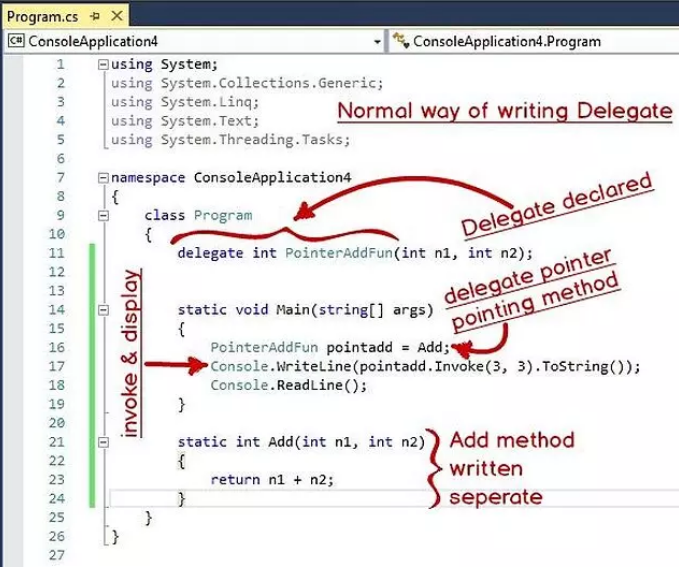 Program.cs
C# ConsoleApplication4
ConsoleApplication4.Program
1 using System;
2 using System.Collections.Generic;
3 using System.Linq;
4 using System.Text;
5 using System.Threading.Tasks;
Normal way of writing Delegate
6
7 namespace ConsoleApplication4
8 {
9 class Program
10 {
Delegate declared
11 delegate int PointerAddFun(int n1, int n2);
12
13
delegate pointer
pointing method
14 static void Main(string[] args)
15 {
16 PointerAddFun pointadd = Add;
17 Console.WriteLine(pointadd.Invoke(3, 3).ToString());
invoke & display
18 Console.ReadLine();
19 }
20
21 static int Add(int n1, int n2)
22 {
23 return n1 + n2;
24 }
Add method
written
seperate
25 }
26 }
27